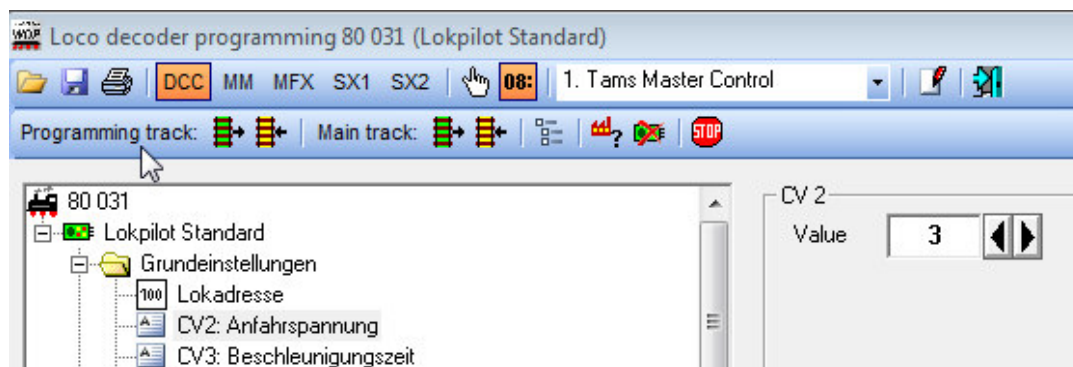 Loco decoder programming 80 031 (Lokpilot Standard)
DCC MM MFX SX1 SX2 08: 1. Tams Master Control
Programming track: Main track: ? STOP
80 031
Lokpilot Standard
Grundeinstellungen
100 Lokadresse
CV2: Anfahrspannung
CV3: Beschleunigungszeit
CV 2
Value 3